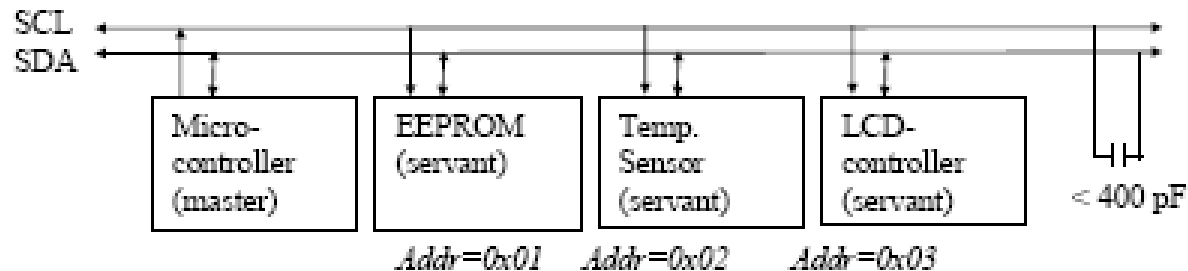 SCL
SDA
Micro-
controller
(master)
EEPROM
(servant)
Temp.
Sensor
(servant)
LCD-
controller
(servant)
< 400 pF
Addr=0x01
Addr=0x02
Addr=0x03